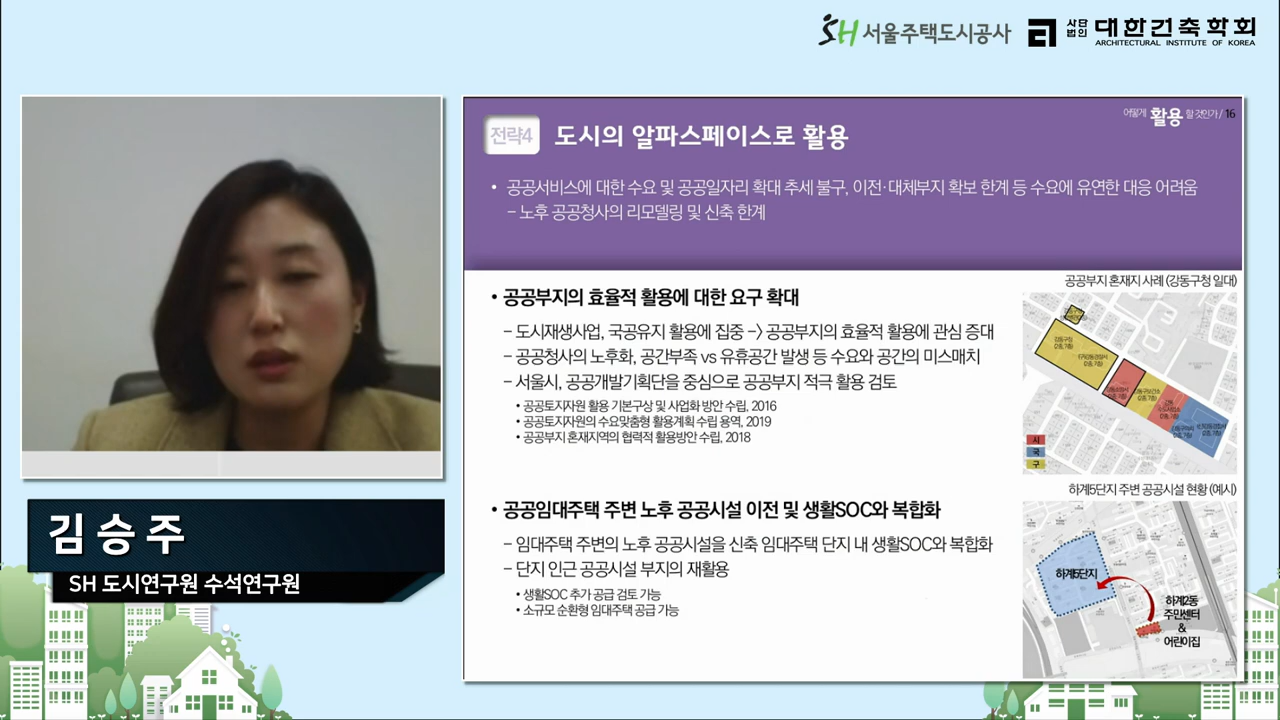 SH 서울주택도시공사
사단법인 대한건축학회
ARCHITECTURAL INSTITUTE OF KOREA
어떻게 활용 할 것인가 / 16
전략4 도시의 알파스페이스로 활용
• 공공서비스에 대한 수요 및 공공일자리 확대 추세 불구, 이전·대체부지 확보 한계 등 수요에 유연한 대응 어려움
– 노후 공공청사의 리모델링 및 신축 한계
• 공공부지의 효율적 활용에 대한 요구 확대
– 도시재생사업, 국공유지 활용에 집중 -> 공공부지의 효율적 활용에 관심 증대
– 공공청사의 노후화, 공간부족 vs 유휴공간 발생 등 수요와 공간의 미스매치
– 서울시, 공공개발기획단을 중심으로 공공부지 적극 활용 검토
• 공공토지자원 활용 기본구상 및 사업화 방안 수립, 2016
• 공공토지자원의 수요맞춤형 활용계획 수립 용역, 2019
• 공공부지 혼재지역의 협력적 활용방안 수립, 2018
공공부지 혼재지 사례 (강동구청 일대)
강동구청
시
국
구
• 공공임대주택 주변 노후 공공시설 이전 및 생활SOC와 복합화
– 임대주택 주변의 노후 공공시설을 신축 임대주택 단지 내 생활SOC와 복합화
– 단지 인근 공공시설 부지의 재활용
• 생활SOC 추가 공급 검토 가능
• 소규모 순환형 임대주택 공급 가능
하계5단지 주변 공공시설 현황 (예시)
하계5단지
하계2동
주민센터
&
어린이집
김승주
SH 도시연구원 수석연구원